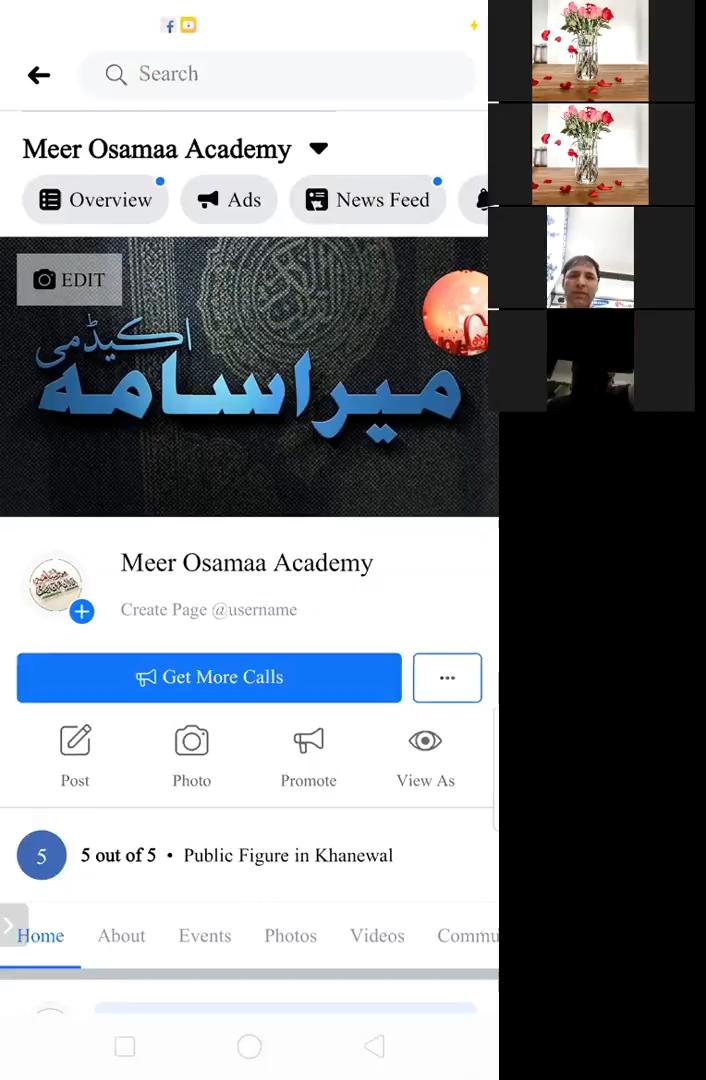 Search
Meer Osamaa Academy
Overview
Ads
News Feed
EDIT
اکیڈمی
میراسامہ
Meer Osamaa Academy
Create Page @username
Get More Calls
Post
Photo
Promote
View As
5
5 out of 5 • Public Figure in Khanewal
Home
About
Events
Photos
Videos
Commu